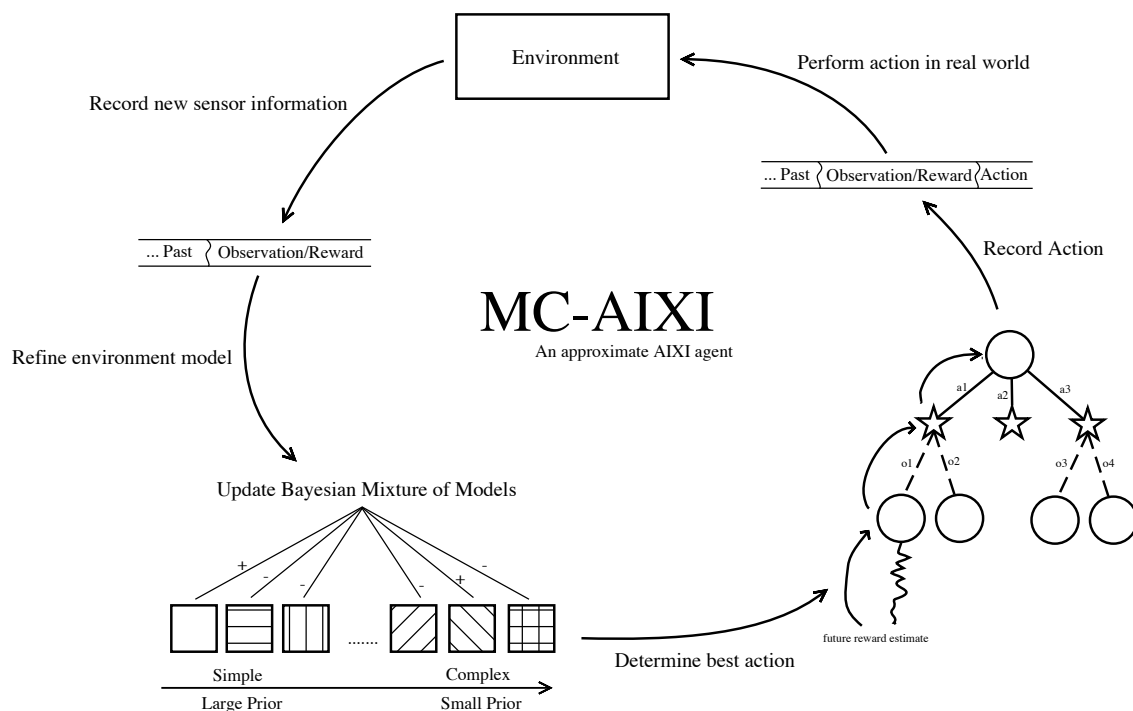 Environment
Perform action in real world
Record new sensor information
... Past Observation/Reward Action
... Past Observation/Reward
Record Action
MC-AIXI
An approximate AIXI agent
Refine environment model
a1 a2 a3
o1 o2 o3 o4
Update Bayesian Mixture of Models
+ - - - + -
.......
future reward estimate
Determine best action
Simple Complex
Large Prior Small Prior